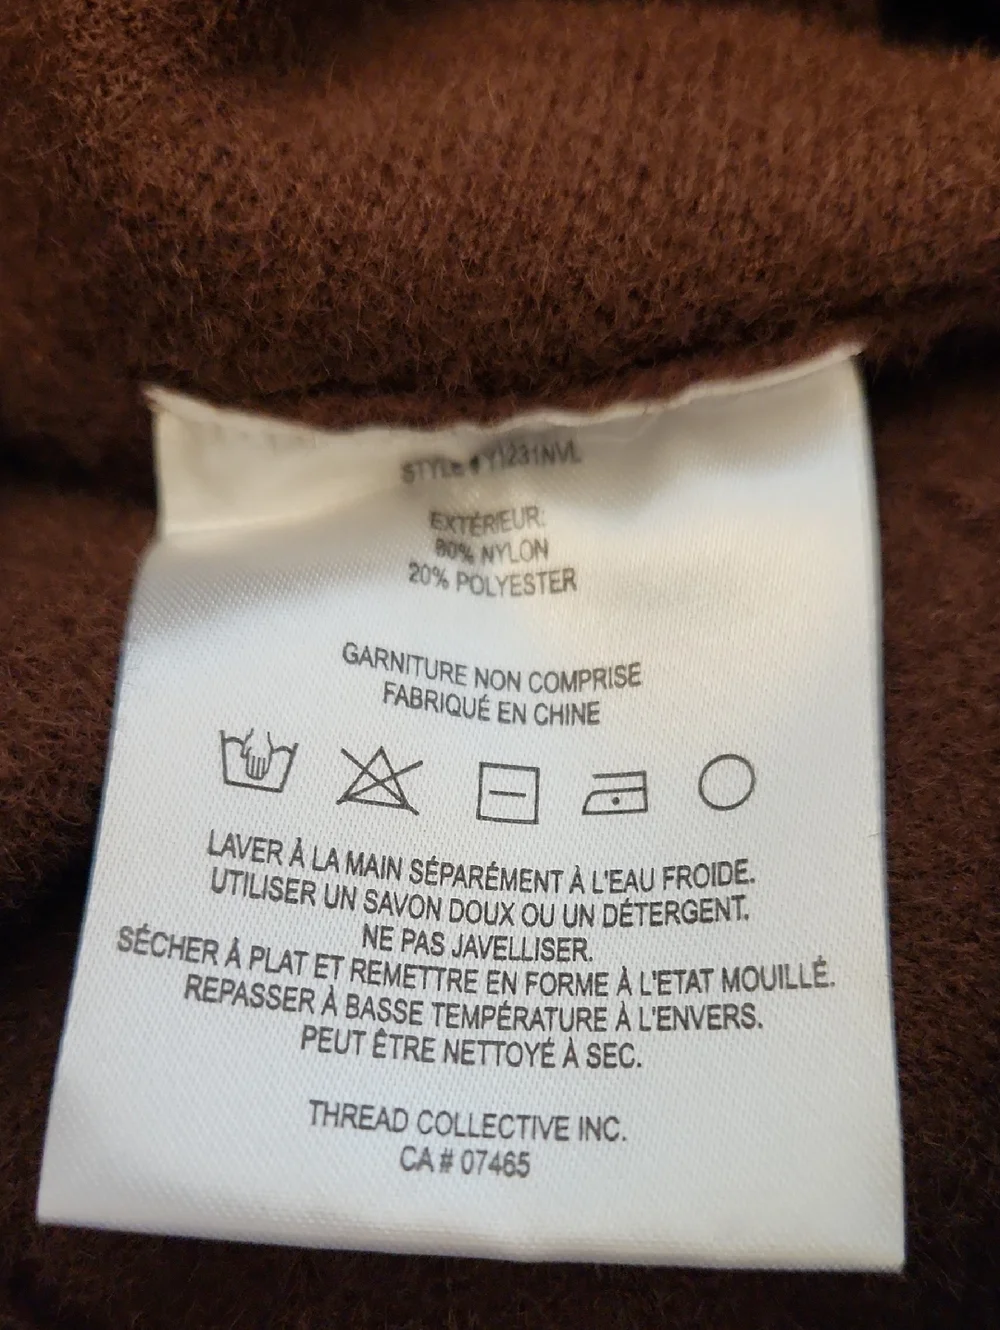 STYLE # Y1231NVL
EXTÉRIEUR:
80% NYLON
20% POLYESTER
GARNITURE NON COMPRISE
FABRIQUÉ EN CHINE
LAVER À LA MAIN SÉPARÉMENT À L'EAU FROIDE.
UTILISER UN SAVON DOUX OU UN DÉTERGENT.
NE PAS JAVELLISER.
SÉCHER À PLAT ET REMETTRE EN FORME À L'ETAT MOUILLÉ.
REPASSER À BASSE TEMPÉRATURE À L'ENVERS.
PEUT ÊTRE NETTOYÉ À SEC.
THREAD COLLECTIVE INC.
CA # 07465